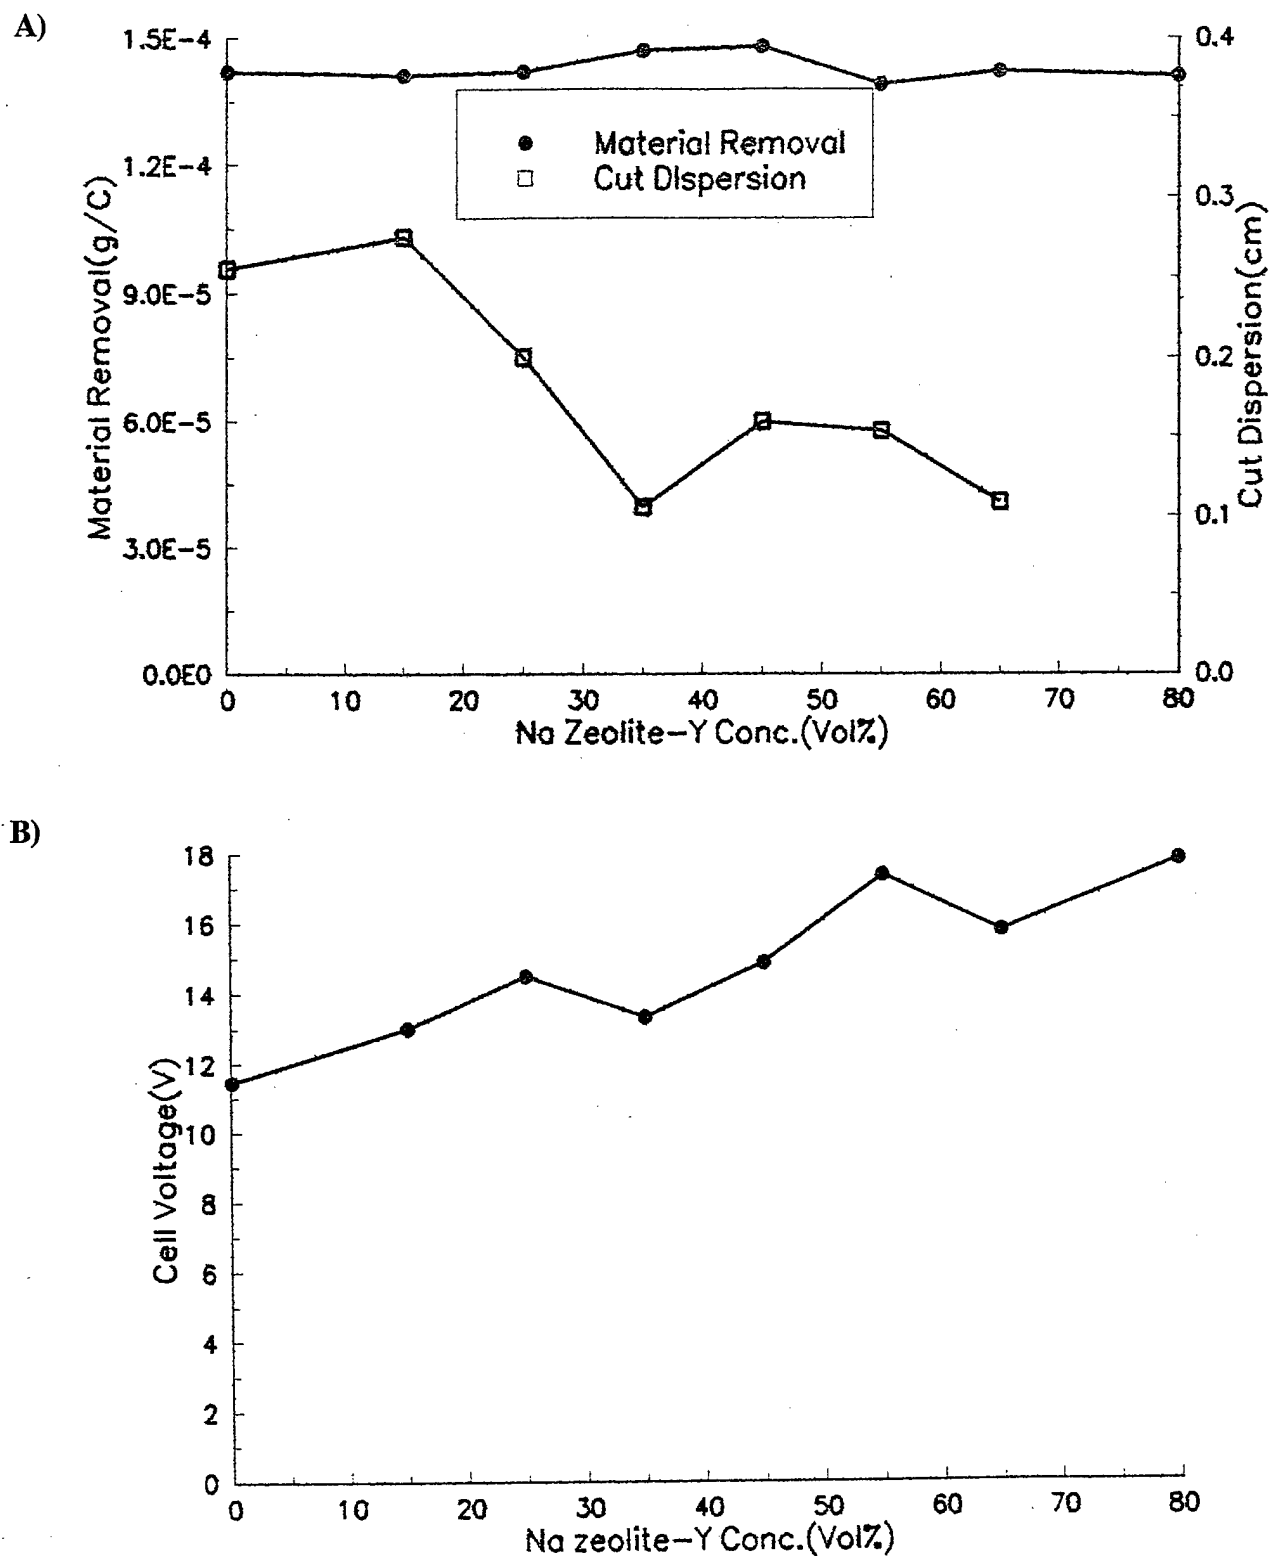 A)
1.5E-4
1.2E-4
9.0E-5
6.0E-5
3.0E-5
0.0E0
Material Removal(g/C)
Material Removal
Cut DIspersion
0.4
0.3
0.2
0.1
0.0
Cut Dispersion(cm)
0 10 20 30 40 50 60 70 80
Na Zeolite-Y Conc.(Vol%)
B)
18
16
14
12
10
8
6
4
2
0
Cell Voltage(V)
0 10 20 30 40 50 60 70 80
Na zeolite-Y Conc.(Vol%)